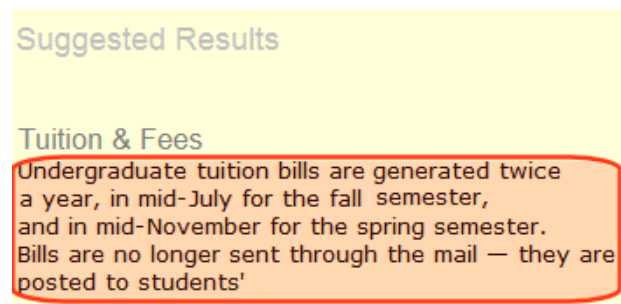 Suggested Results
Tuition & Fees
Undergraduate tuition bills are generated twice
a year, in mid-July for the fall semester,
and in mid-November for the spring semester.
Bills are no longer sent through the mail — they are
posted to students'